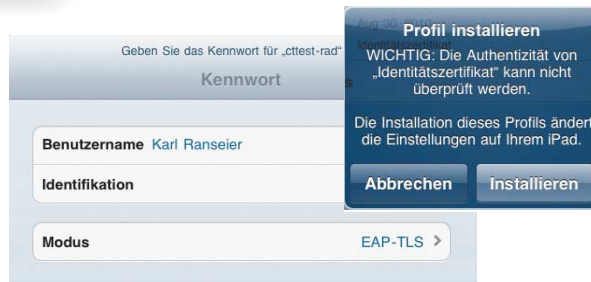 Geben Sie das Kennwort für „cttest-rad“
Kennwort
Benutzername Karl Ranseier
Identifikation
Modus EAP-TLS
Aug 30,
Profil installieren
WICHTIG: Die Authentizität von
„Identitätszertifikat“ kann nicht
überprüft werden.
Die Installation dieses Profils ändert
die Einstellungen auf Ihrem iPad.
Abbrechen Installieren